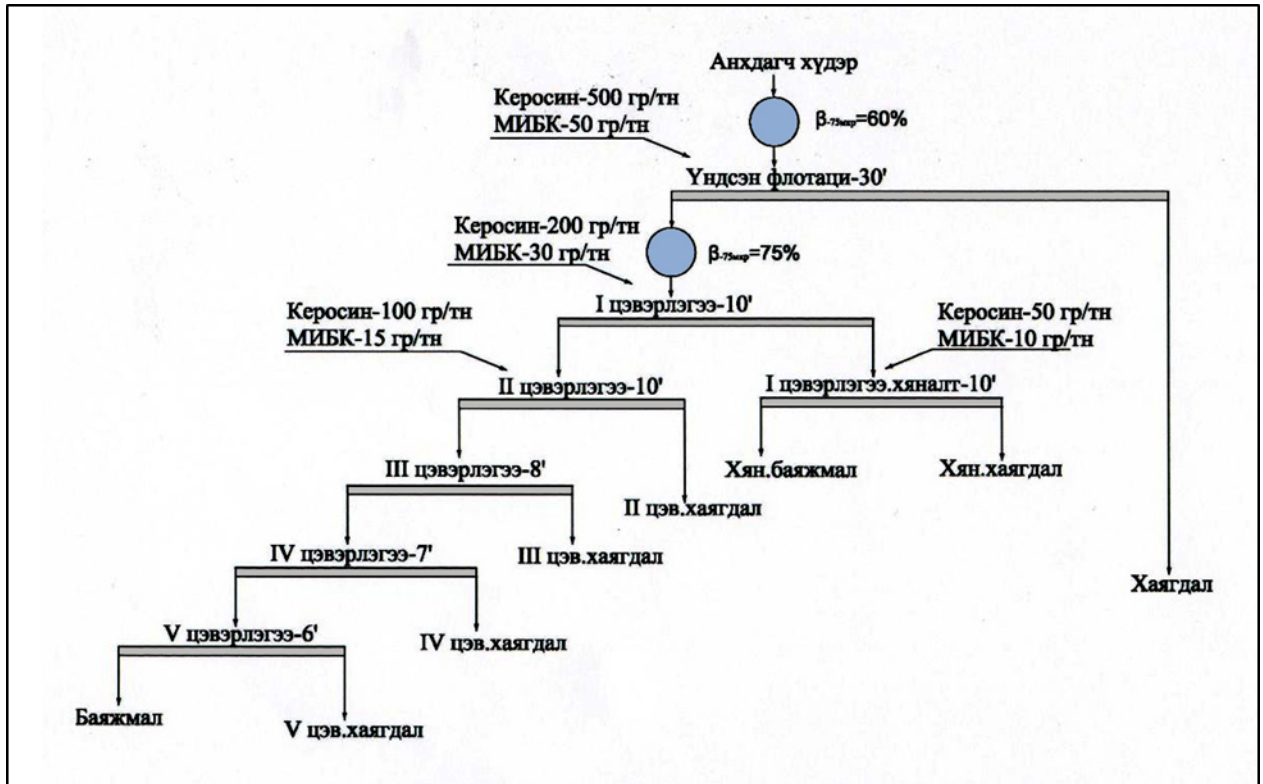 Анхдагч хүдэр
Керосин-500 гр/тн
МИБК-50 гр/тн
β-75мкр=60%
Үндсэн флотаци-30'
Керосин-200 гр/тн
МИБК-30 гр/тн
β-75мкр=75%
I цэвэрлэгээ-10'
Керосин-100 гр/тн
МИБК-15 гр/тн
Керосин-50 гр/тн
МИБК-10 гр/тн
II цэвэрлэгээ-10'
I цэвэрлэгээ.хяналт-10'
III цэвэрлэгээ-8'
Хян.баяжмал
Хян.хаягдал
II цэв.хаягдал
IV цэвэрлэгээ-7'
III цэв.хаягдал
Хаягдал
V цэвэрлэгээ-6'
IV цэв.хаягдал
Баяжмал
V цэв.хаягдал